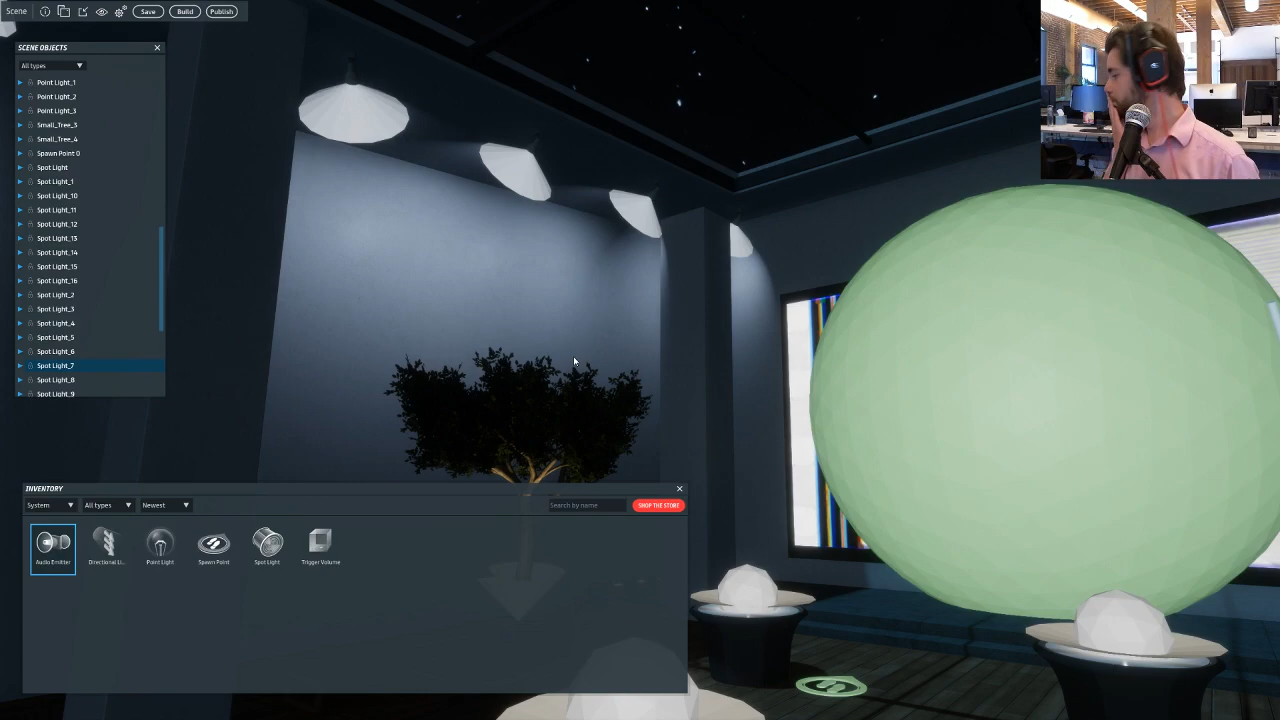 Scene
Save
Build
Publish
SCENE OBJECTS
All types
Point Light_1
Point Light_2
Point Light_3
Small_Tree_3
Small_Tree_4
Spawn Point 0
Spot Light
Spot Light_1
Spot Light_10
Spot Light_11
Spot Light_12
Spot Light_13
Spot Light_14
Spot Light_15
Spot Light_16
Spot Light_2
Spot Light_3
Spot Light_4
Spot Light_5
Spot Light_6
Spot Light_7
Spot Light_8
Spot Light_9
INVENTORY
System
All types
Newest
Search by name
SHOP THE STORE
Audio Emitter
Directional Li...
Point Light
Spawn Point
Spot Light
Trigger Volume